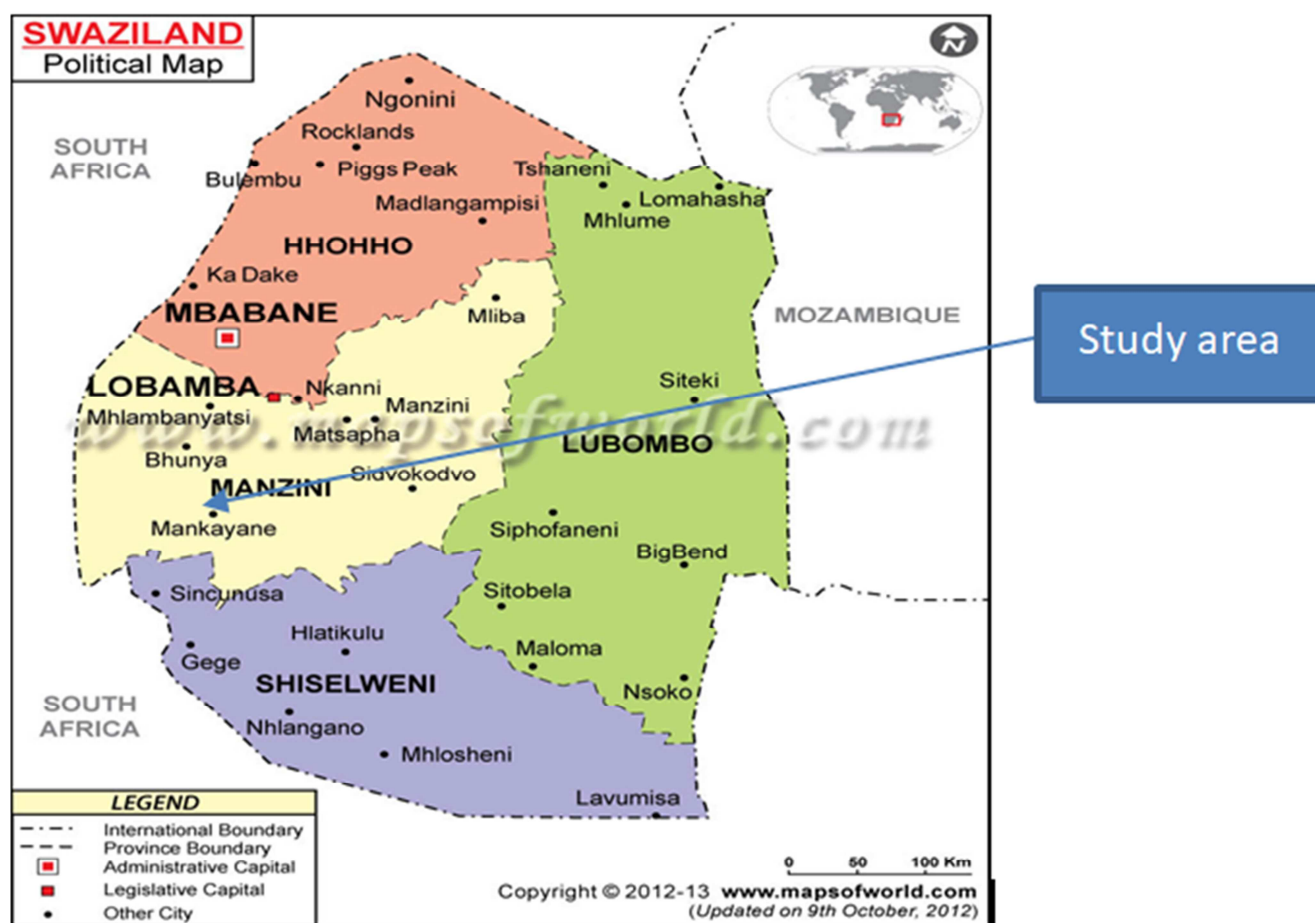 SWAZILAND
Political Map
N
Ngonini
Rocklands
SOUTH
AFRICA
Bulembu
Piggs Peak
Tshaneni
Lomahasha
Madlangampisi
Mhlume
HHOHHO
Ka Dake
MBABANE
Mliba
MOZAMBIQUE
Study area
LOBAMBA
Nkanni
Siteki
Mhlambanyatsi
Manzini
Matsapha
www.mapsofworld.com
LUBOMBO
Bhunya
Sidvokodvo
MANZINI
Mankayane
Siphofaneni
BigBend
Sincunusa
Sitobela
Hlatikulu
Gege
Maloma
SHISELWENI
Nsoko
SOUTH
AFRICA
Nhlangano
Mhlosheni
Lavumisa
LEGEND
International Boundary
Province Boundary
Administrative Capital
Legislative Capital
Other City
0 50 100 Km
Copyright © 2012-13 www.mapsofworld.com
(Updated on 9th October, 2012)